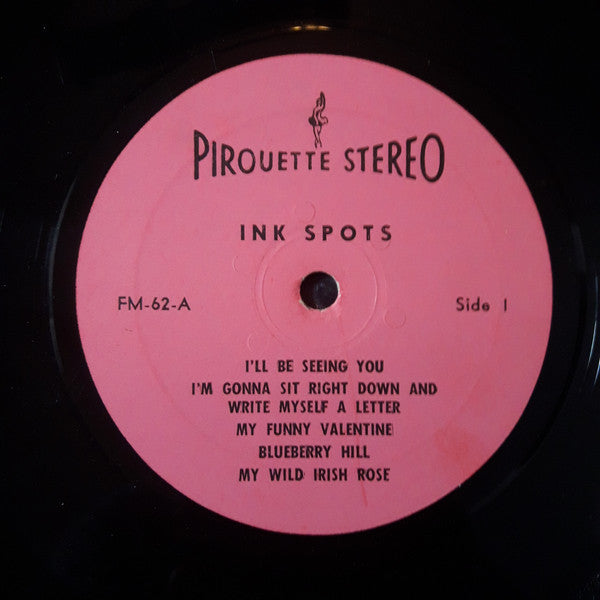 PIROUETTE STEREO
INK SPOTS
FM-62-A
Side 1
I'LL BE SEEING YOU
I'M GONNA SIT RIGHT DOWN AND
WRITE MYSELF A LETTER
MY FUNNY VALENTINE
BLUEBERRY HILL
MY WILD IRISH ROSE